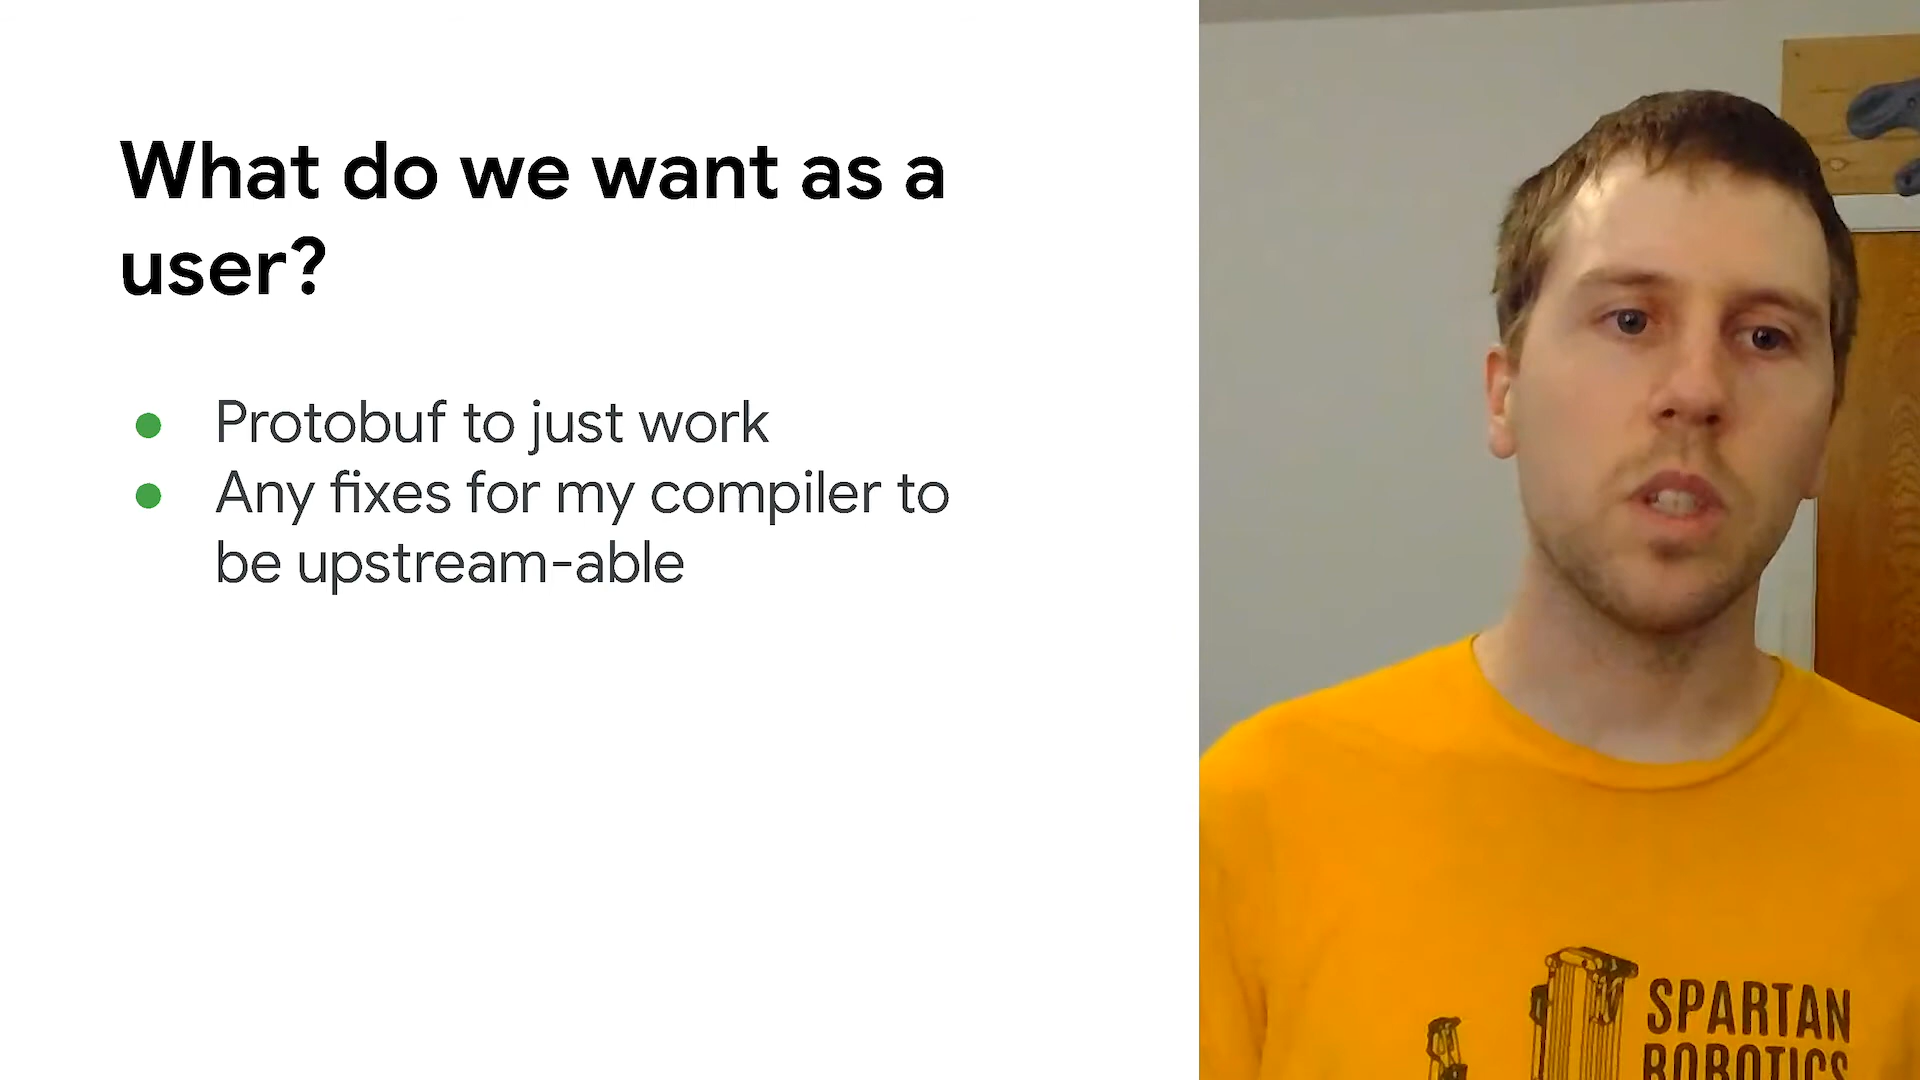 What do we want as a
user?
Protobuf to just work
Any fixes for my compiler to
be upstream-able
SPARTAN
ROBOTICS